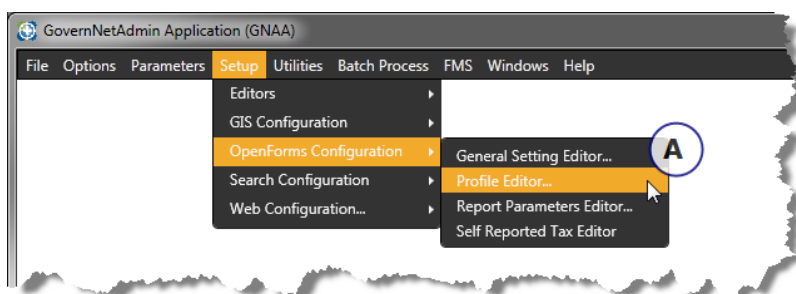 GovernNetAdmin Application (GNAA)
File Options Parameters Setup Utilities Batch Process FMS Windows Help
Editors
GIS Configuration
OpenForms Configuration
Search Configuration
Web Configuration...
General Setting Editor...
Profile Editor...
Report Parameters Editor...
Self Reported Tax Editor
A